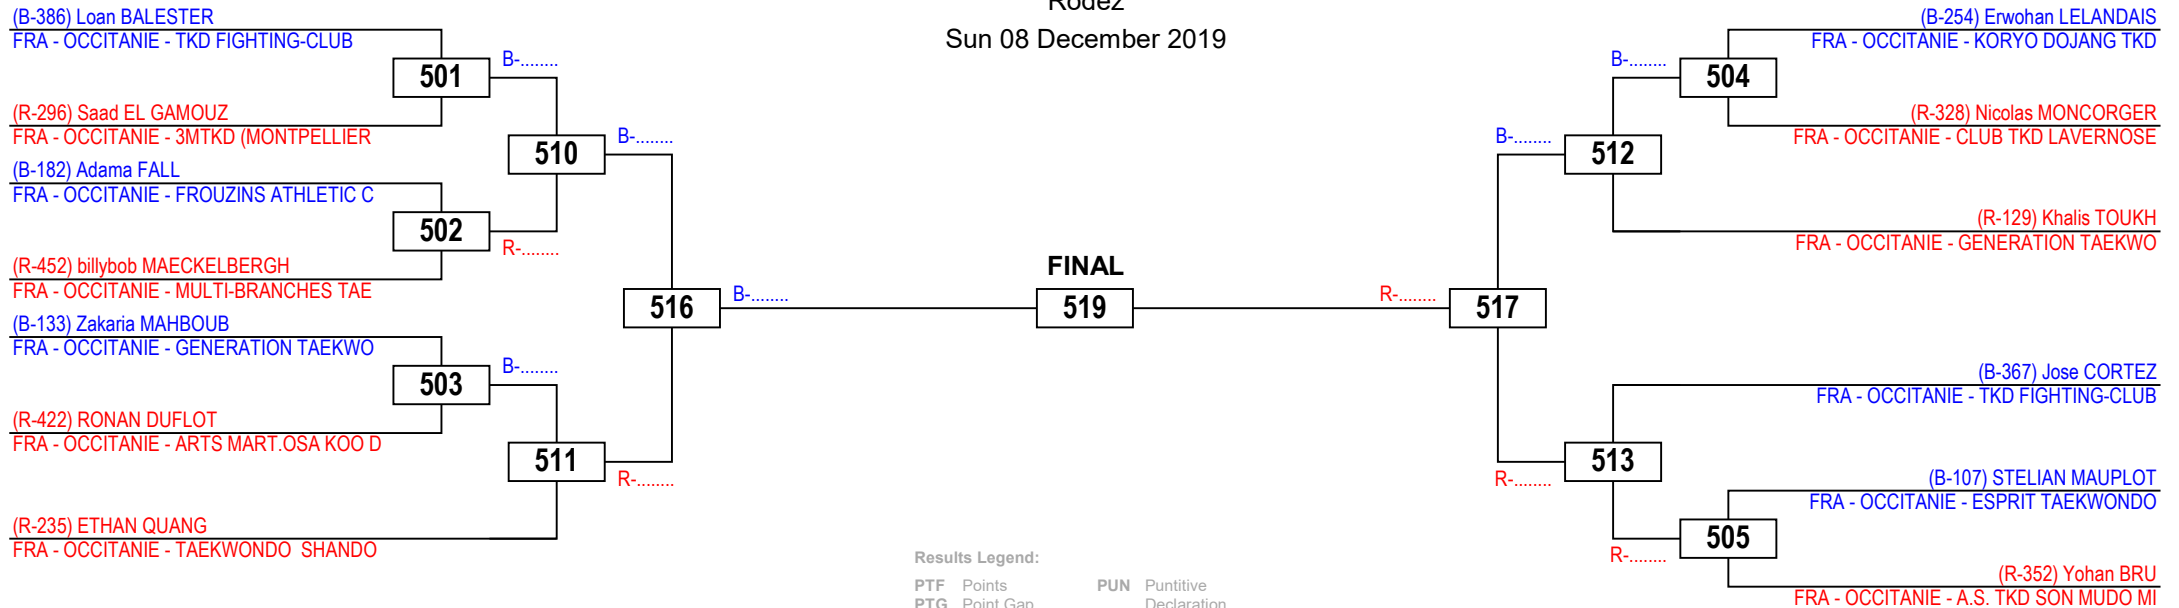 Rodez
Sun 08 December 2019
(B-386) Loan BALESTER
FRA - OCCITANIE - TKD FIGHTING-CLUB
501
B-........
(R-296) Saad EL GAMOUZ
FRA - OCCITANIE - 3MTKD (MONTPELLIER
510
B-........
(B-182) Adama FALL
FRA - OCCITANIE - FROUZINS ATHLETIC C
502
R-........
(R-452) billybob MAECKELBERGH
FRA - OCCITANIE - MULTI-BRANCHES TAE
516
B-........
(B-133) Zakaria MAHBOUB
FRA - OCCITANIE - GENERATION TAEKWO
503
B-........
(R-422) RONAN DUFLOT
FRA - OCCITANIE - ARTS MART.OSA KOO D
511
R-........
(R-235) ETHAN QUANG
FRA - OCCITANIE - TAEKWONDO  SHANDO
FINAL
519
(B-254) Erwohan LELANDAIS
FRA - OCCITANIE - KORYO DOJANG TKD
B-........
504
(R-328) Nicolas MONCORGER
FRA - OCCITANIE - CLUB TKD LAVERNOSE
B-........
512
(R-129) Khalis TOUKH
FRA - OCCITANIE - GENERATION TAEKWO
R-........
517
(B-367) Jose CORTEZ
FRA - OCCITANIE - TKD FIGHTING-CLUB
513
R-........
(B-107) STELIAN MAUPLOT
FRA - OCCITANIE - ESPRIT TAEKWONDO
505
R-........
(R-352) Yohan BRU
FRA - OCCITANIE - A.S. TKD SON MUDO MI
Results Legend:
PTF Points PUN Puntitive
PTG Point Gap Declaration